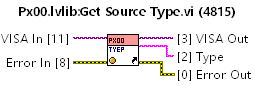 Px00.lvlib:Get Source Type.vi (4815)
VISA In [11]
PX00
[3] VISA Out
TYEP
[2] Type
Error In [8]
[0] Error Out